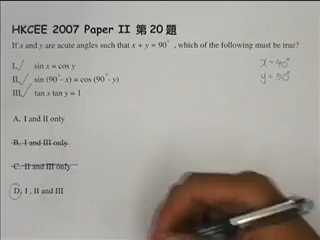 HKCEE 2007 Paper II 第 20 題
If x and y are acute angles such that x + y = 90°, which of the following must be true?
x = 40°
I. ✓ sin x = cos y
y = 50°
II. ✓ sin (90° - x) = cos (90° - y)
III. ✓ tan x tan y = 1
A. I and II only
B. I and III only
C. II and III only
D. I , II and III